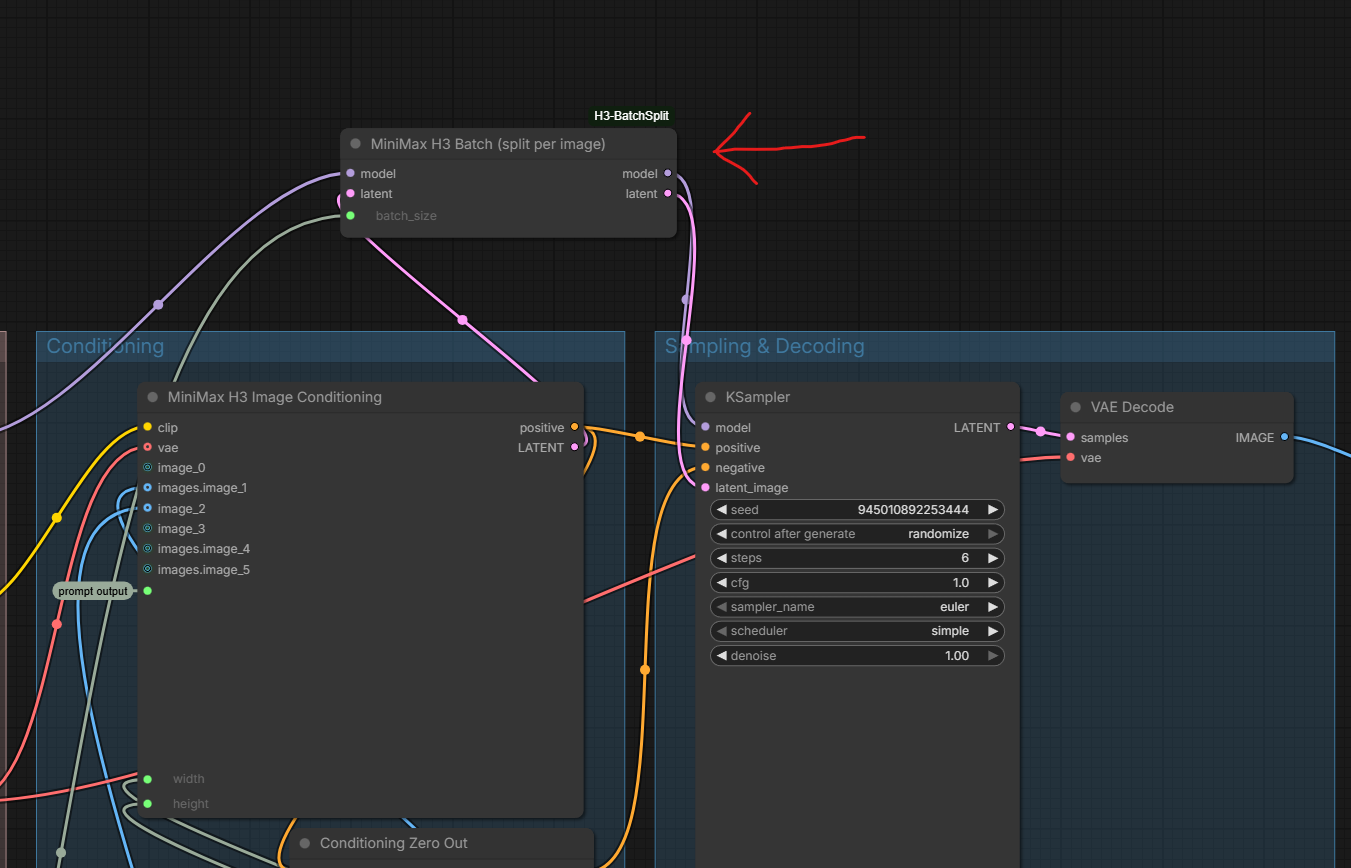 H3-BatchSplit
MiniMax H3 Batch (split per image)
model model
latent latent
batch_size
Conditioning
MiniMax H3 Image Conditioning
clip positive
vae LATENT
image_0
images.image_1
image_2
image_3
images.image_4
images.image_5
prompt output
width
height
Conditioning Zero Out
Sampling & Decoding
KSampler
model LATENT
positive
negative
latent_image
seed 945010892253444
control after generate randomize
steps 6
cfg 1.0
sampler_name euler
scheduler simple
denoise 1.00
VAE Decode
samples IMAGE
vae